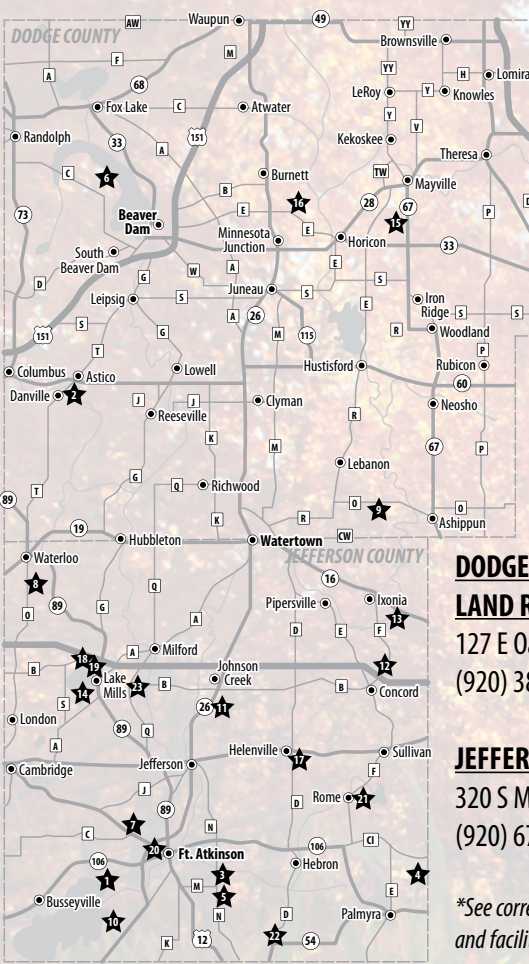 DODGE COUNTY
AW
Waupun
49
YY
Brownsville
F
M
A
68
YY
H
Lomira
LeRoy
Y
Knowles
Fox Lake
C
Atwater
Y
V
Randolph
33
151
Kekoskee
A
Theresa
C
6
B
Burnett
TW
Mayville
E
16
28
67
P
73
Beaver
Dam
15
Minnesota
Junction
E
Horicon
33
South
Beaver Dam
W
A
E
D
G
Juneau
S
S
Leipsig
S
A
26
E
Iron
Ridge
S
S
151
S
G
M
115
R
Woodland
T
P
Columbus
Astico
Lowell
Hustisford
Rubicon
60
Danville
2
J
J
Clyman
Neosho
Reeseville
R
K
M
67
P
Lebanon
G
Q
Richwood
89
T
O
9
O
K
R
Ashippun
19
CW
Hubbleton
Watertown
JEFFERSON COUNTY
Waterloo
16
8
Q
Pipersville
Ixonia
O
89
G
A
D
E
F
13
18
A
Milford
B
19
Johnson
Creek
12
Lake
Mills
23
B
B
Concord
14
S
26
11
London
89
Q
A
Helenville
Sullivan
Cambridge
Jefferson
17
F
J
D
Rome
21
89
7
N
C
106
CI
20
Ft. Atkinson
106
Hebron
1
3
4
M
5
E
Busseyville
N
D
Palmyra
10
K
12
22
54
DODGE
LAND R
127 E Oa
(920) 38
JEFFER
320 S M
(920) 67
*See corre
and facili